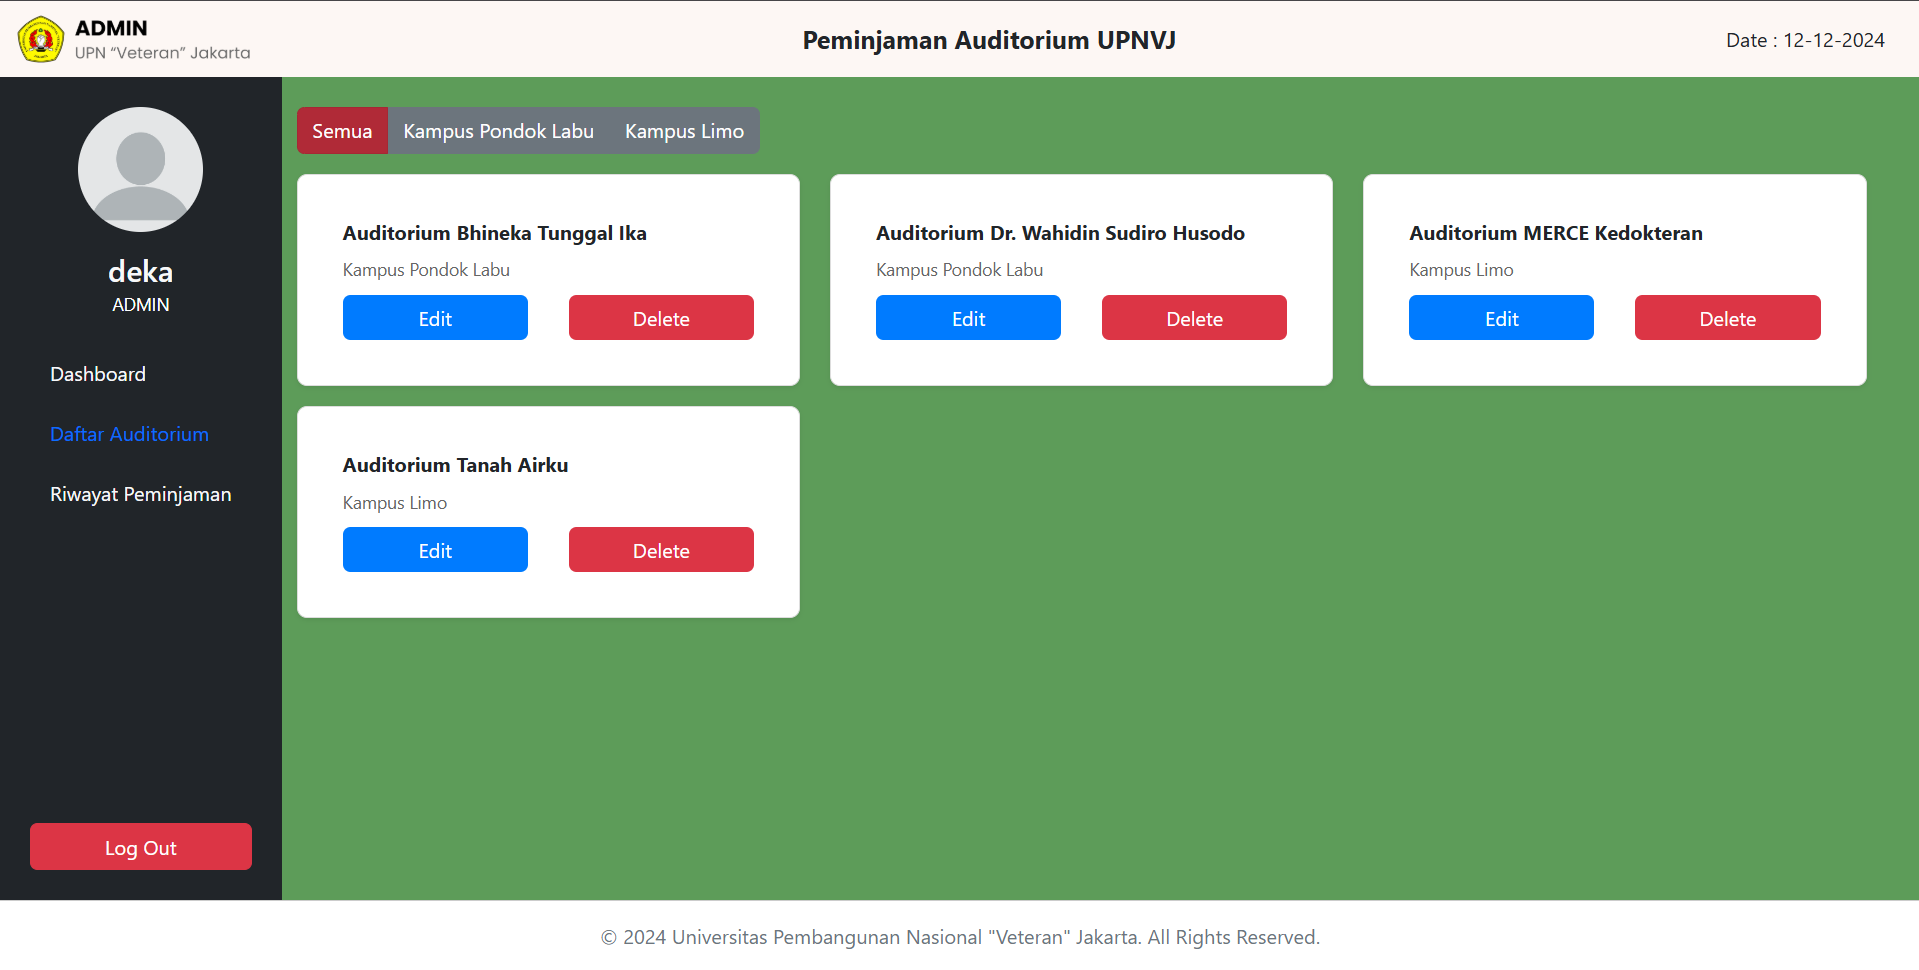 ADMIN
UPN “Veteran” Jakarta
Peminjaman Auditorium UPNVJ
Date : 12-12-2024
deka
ADMIN
Dashboard
Daftar Auditorium
Riwayat Peminjaman
Log Out
Semua
Kampus Pondok Labu
Kampus Limo
Auditorium Bhineka Tunggal Ika
Kampus Pondok Labu
Edit
Delete
Auditorium Dr. Wahidin Sudiro Husodo
Kampus Pondok Labu
Edit
Delete
Auditorium MERCE Kedokteran
Kampus Limo
Edit
Delete
Auditorium Tanah Airku
Kampus Limo
Edit
Delete
© 2024 Universitas Pembangunan Nasional "Veteran" Jakarta. All Rights Reserved.